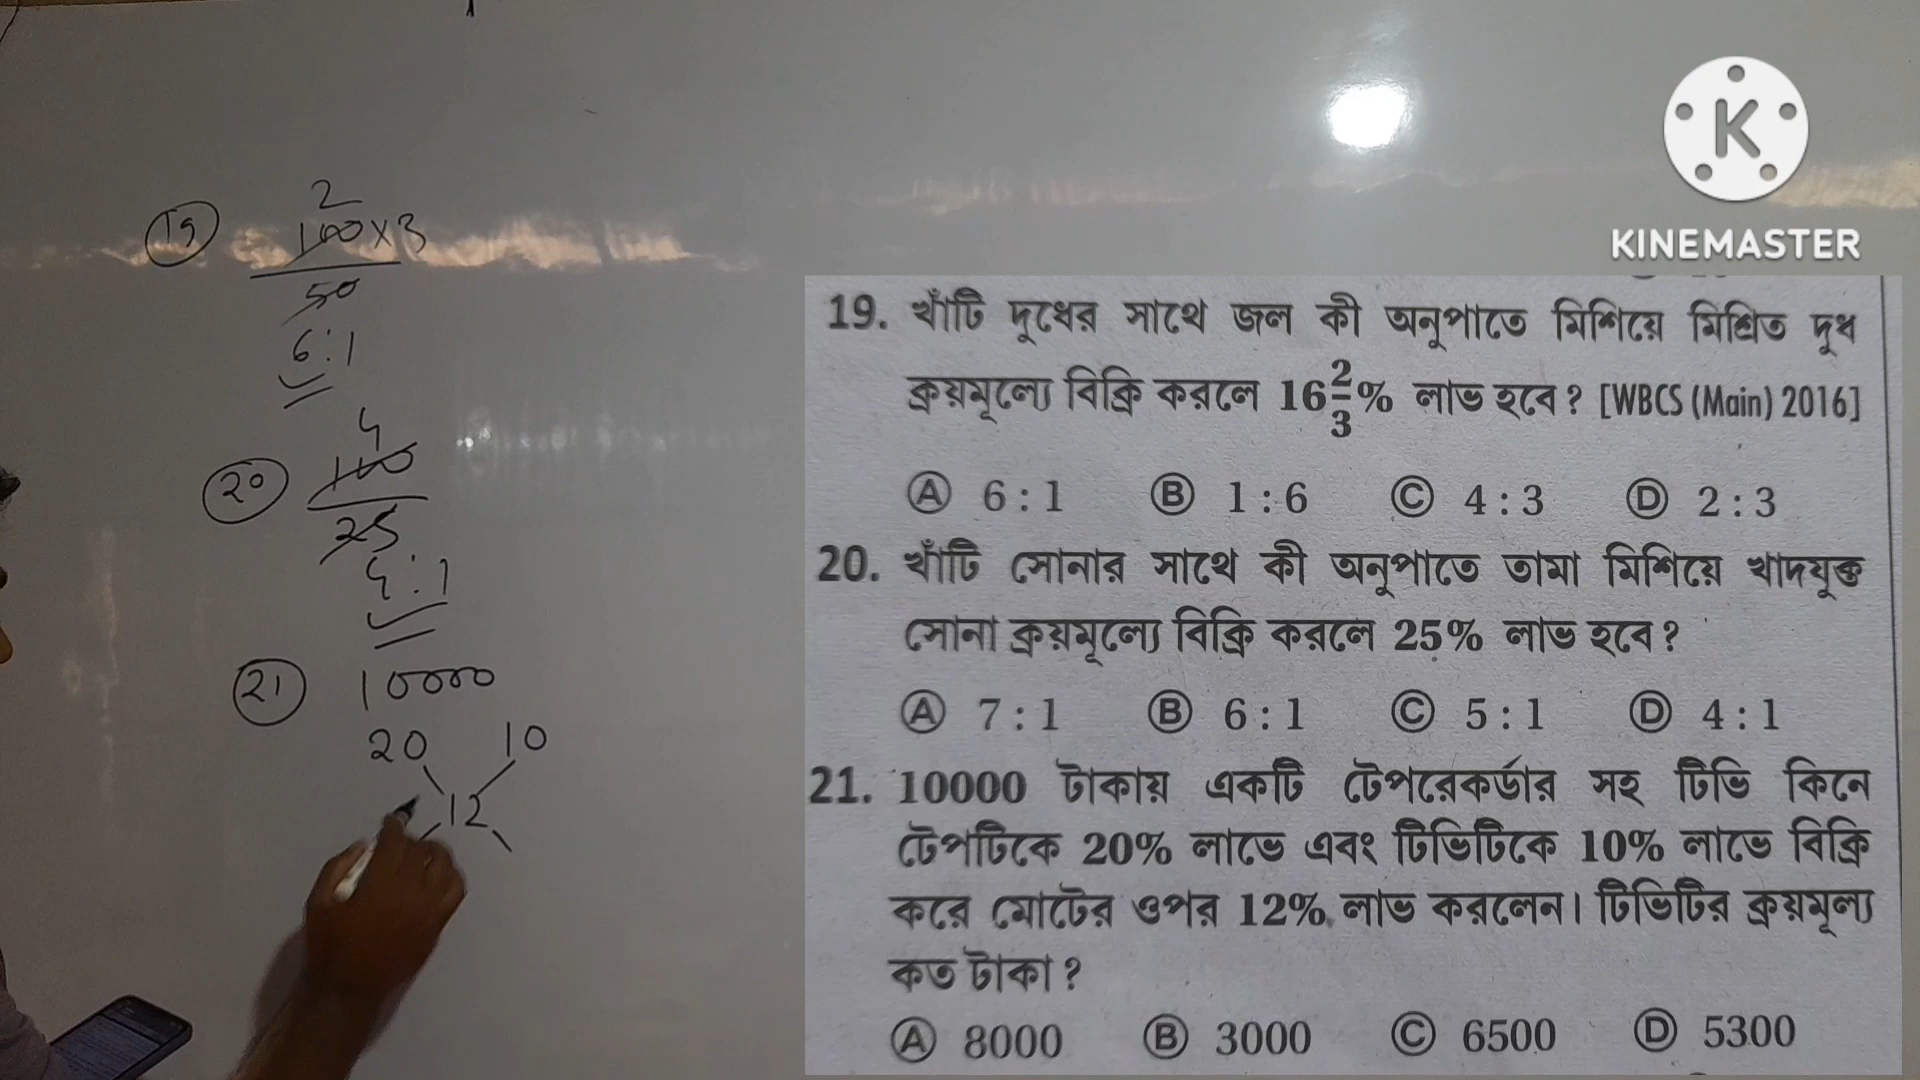 19
2
100 x 3
50
6:1
২০
4
100
25
4:1
21
10000
20 10
12
KINEMASTER
19. খাঁটি দুধের সাথে জল কী অনুপাতে মিশিয়ে মিশ্রিত দুধ
ক্রয়মূল্যে বিক্রি করলে 16 2/3% লাভ হবে? [WBCS (Main) 2016]
Ⓐ 6 : 1 Ⓑ 1 : 6 Ⓒ 4 : 3 Ⓓ 2 : 3
20. খাঁটি সোনার সাথে কী অনুপাতে তামা মিশিয়ে খাদযুক্ত
সোনা ক্রয়মূল্যে বিক্রি করলে 25% লাভ হবে?
Ⓐ 7 : 1 Ⓑ 6 : 1 Ⓒ 5 : 1 Ⓓ 4 : 1
21. 10000 টাকায় একটি টেপরেকর্ডার সহ টিভি কিনে
টেপটিকে 20% লাভে এবং টিভিটিকে 10% লাভে বিক্রি
করে মোটের ওপর 12% লাভ করলেন। টিভিটির ক্রয়মূল্য
কত টাকা?
Ⓐ 8000 Ⓑ 3000 Ⓒ 6500 Ⓓ 5300